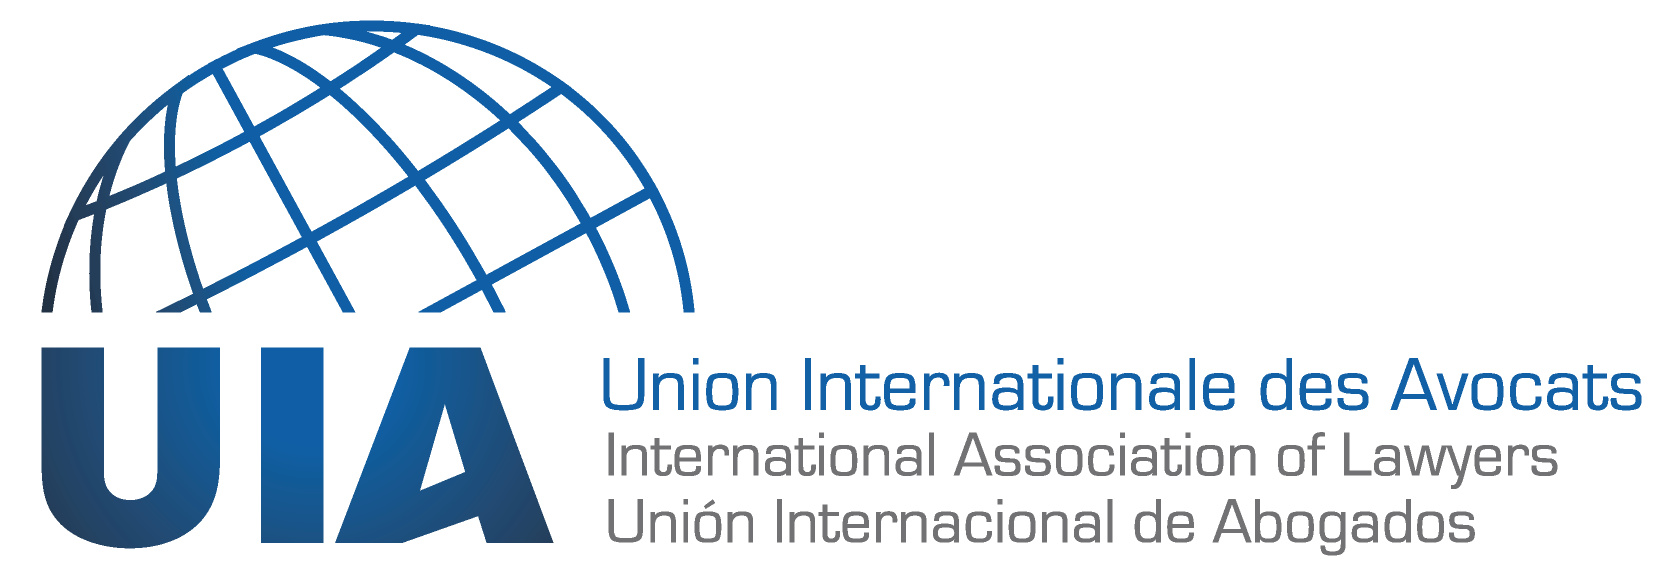 UIA
Union Internationale des Avocats
International Association of Lawyers
Unión Internacional de Abogados